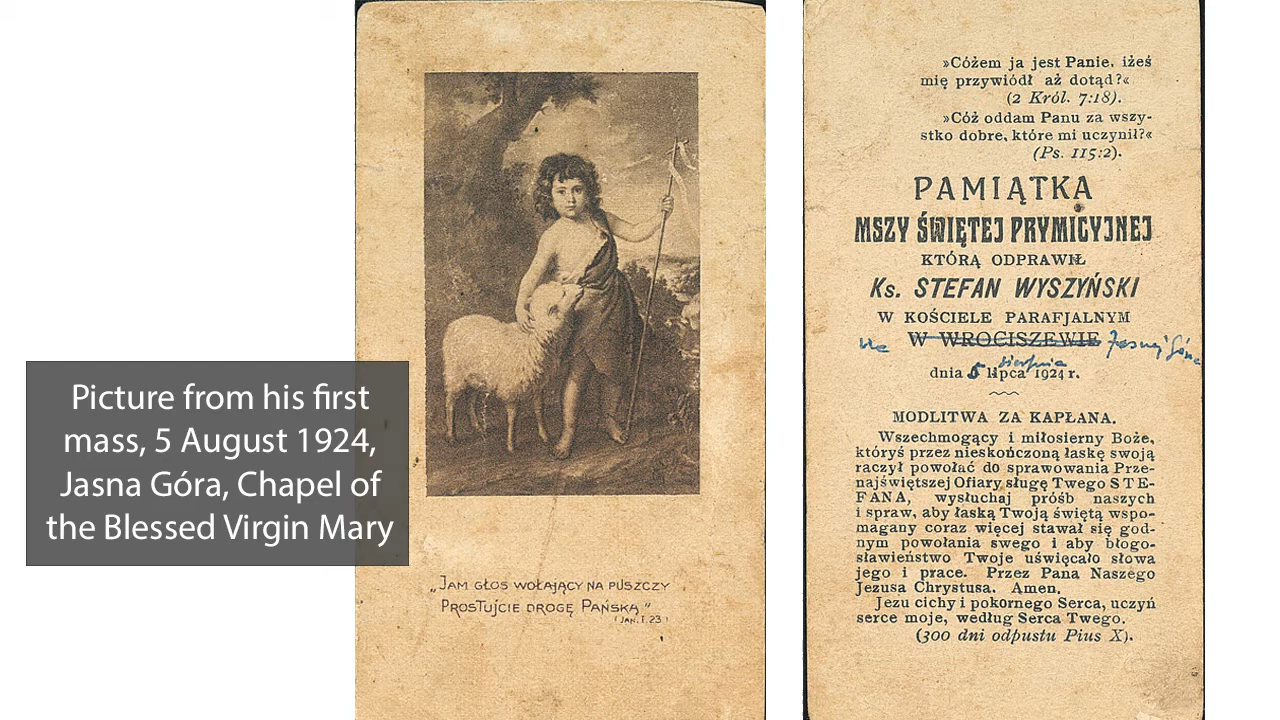 Picture from his first
mass, 5 August 1924,
Jasna Góra, Chapel of
the Blessed Virgin Mary
„Jam głos wołający na puszczy
Prostujcie drogę Pańską"
(Jan. I. 23)
»Cóżem ja jest Panie, iżeś
mię przywiódł aż dotąd?«
(2 Król. 7:18).
»Cóż oddam Panu za wszy-
stko dobre, które mi uczynił?«
(Ps. 115:2).
PAMIĄTKA
MSZY ŚWIĘTEJ PRYMICYJNEJ
KTÓRĄ ODPRAWIŁ
Ks. STEFAN WYSZYŃSKI
W KOŚCIELE PARAFJALNYM
na W WROCISZEWIE Jasnej Górze
sierpnia
dnia 5 lipca 1924 r.
MODLITWA ZA KAPŁANA.
Wszechmogący i miłosierny Boże,
któryś przez nieskończoną łaskę swoją
raczył powołać do sprawowania Prze-
najświętszej Ofiary sługę Twego STE-
FANA, wysłuchaj próśb naszych
i spraw, aby łaską Twoją świętą wspo-
magany coraz więcej stawał się god-
nym powołania swego i aby błogo-
sławieństwo Twoje uświęcało słowa
jego i prace. Przez Pana Naszego
Jezusa Chrystusa. Amen.
Jezu cichy i pokornego Serca, uczyń
serce moje, według Serca Twego.
(300 dni odpustu Pius X).